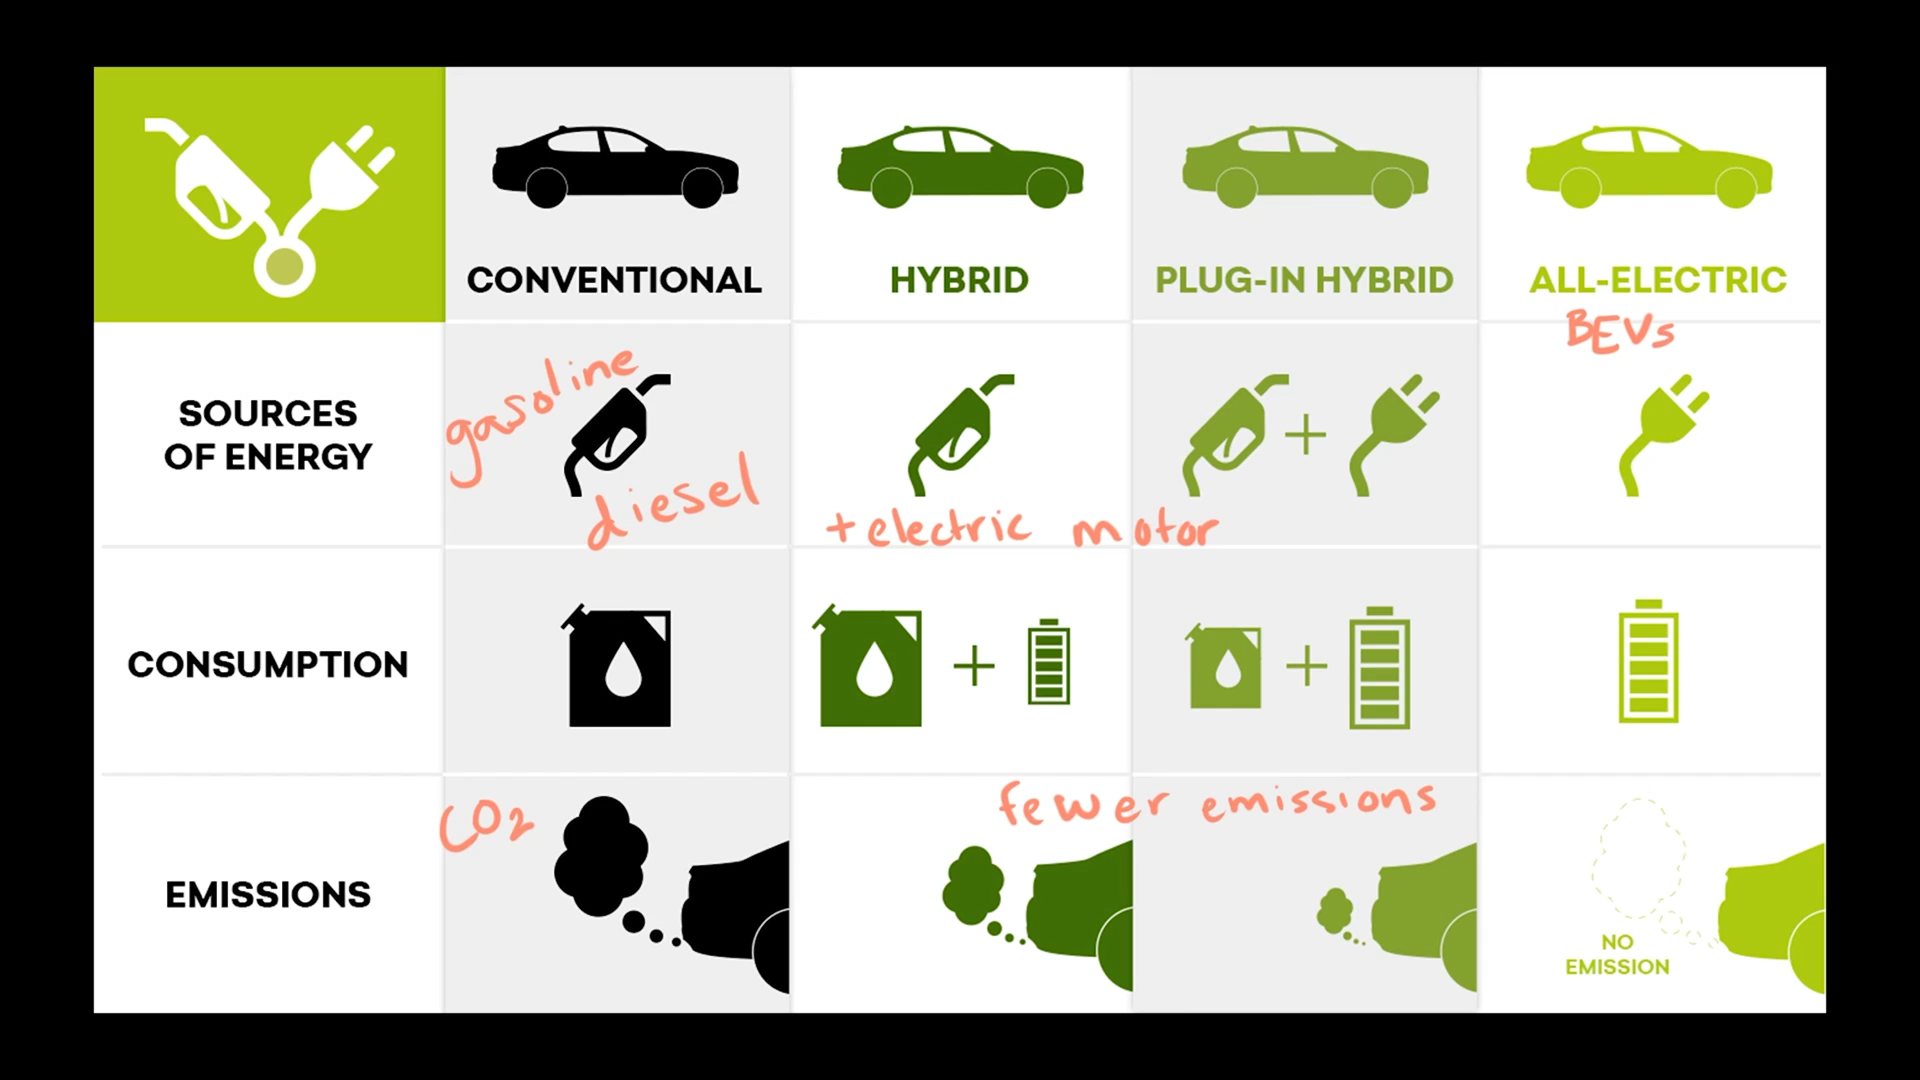 CONVENTIONAL
HYBRID
PLUG-IN HYBRID
ALL-ELECTRIC
BEVs
SOURCES
OF ENERGY
gasoline
diesel
+ electric motor
CONSUMPTION
EMISSIONS
CO2
fewer emissions
NO
EMISSION